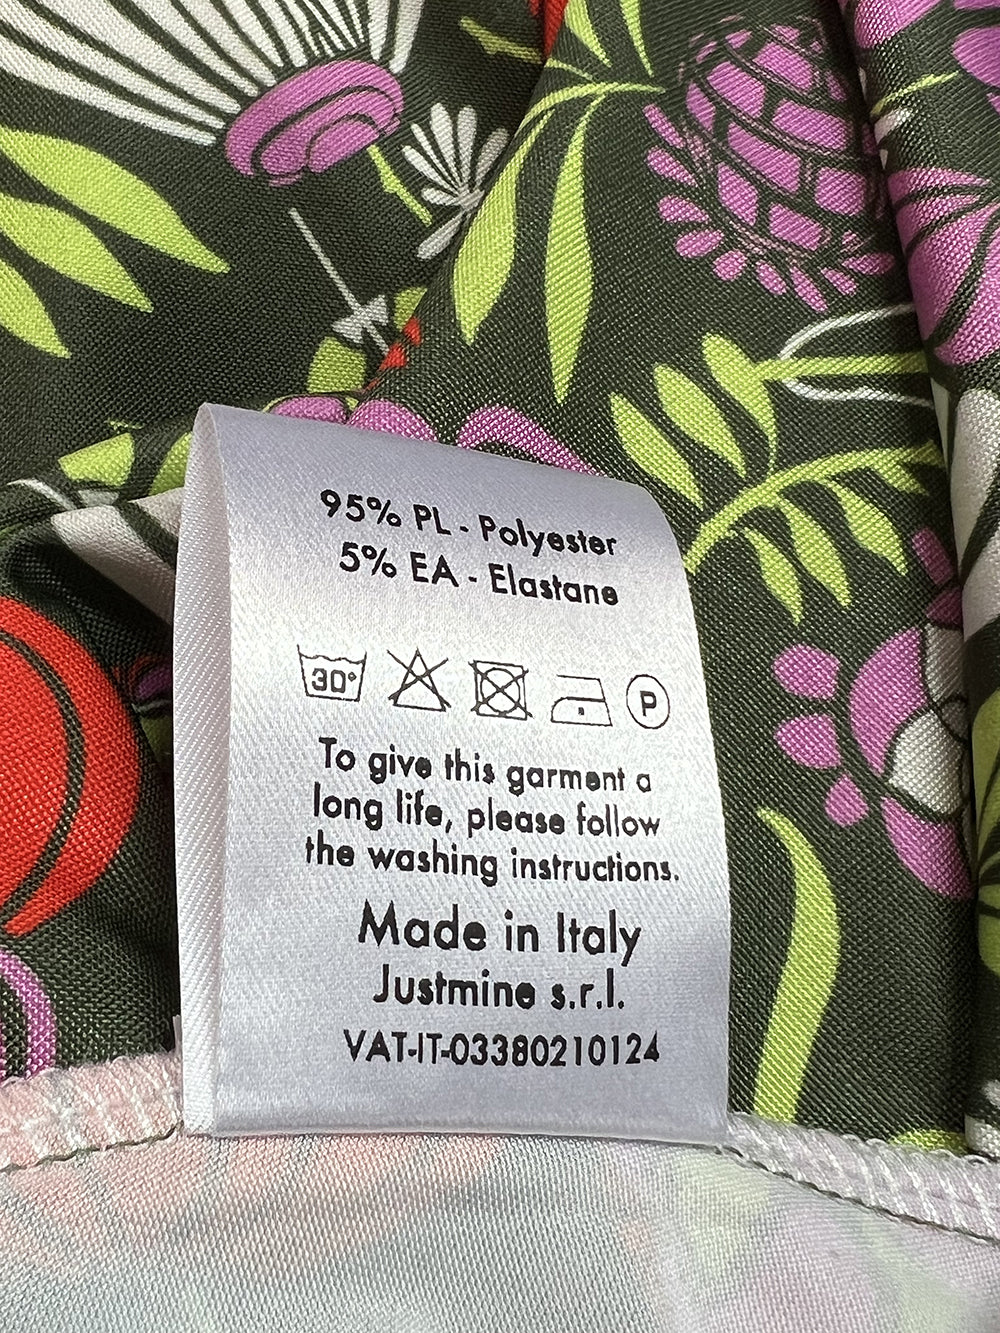 95% PL - Polyester
5% EA - Elastane
30° P
To give this garment a
long life, please follow
the washing instructions.
Made in Italy
Justmine s.r.l.
VAT-IT-03380210124